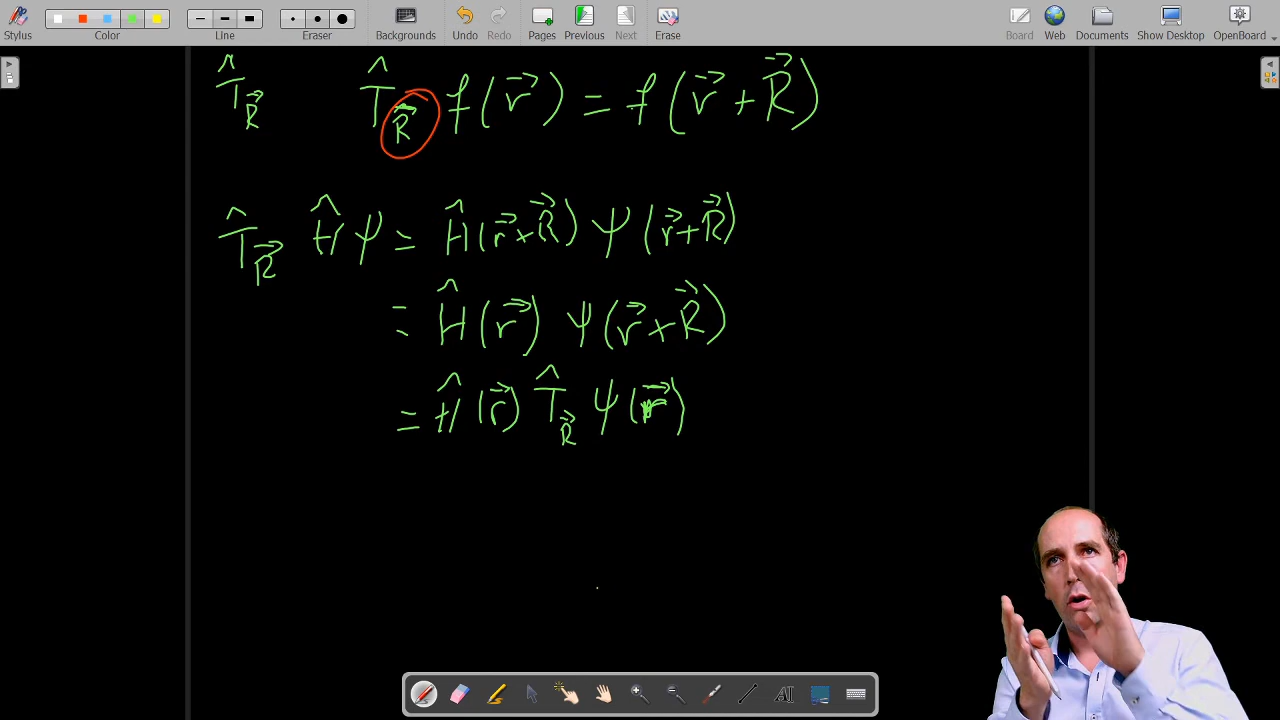 Stylus Color Line Eraser Backgrounds Undo Redo Pages Previous Next Erase Board Web Documents Show Desktop OpenBoard
T̂_R⃗ T̂_R⃗ f(r⃗) = f(r⃗ + R⃗)
T̂_R⃗ Ĥψ = Ĥ(r⃗+R⃗) ψ(r⃗+R⃗)
= Ĥ(r⃗) ψ(r⃗+R⃗)
= Ĥ(r⃗) T̂_R⃗ ψ(r⃗)